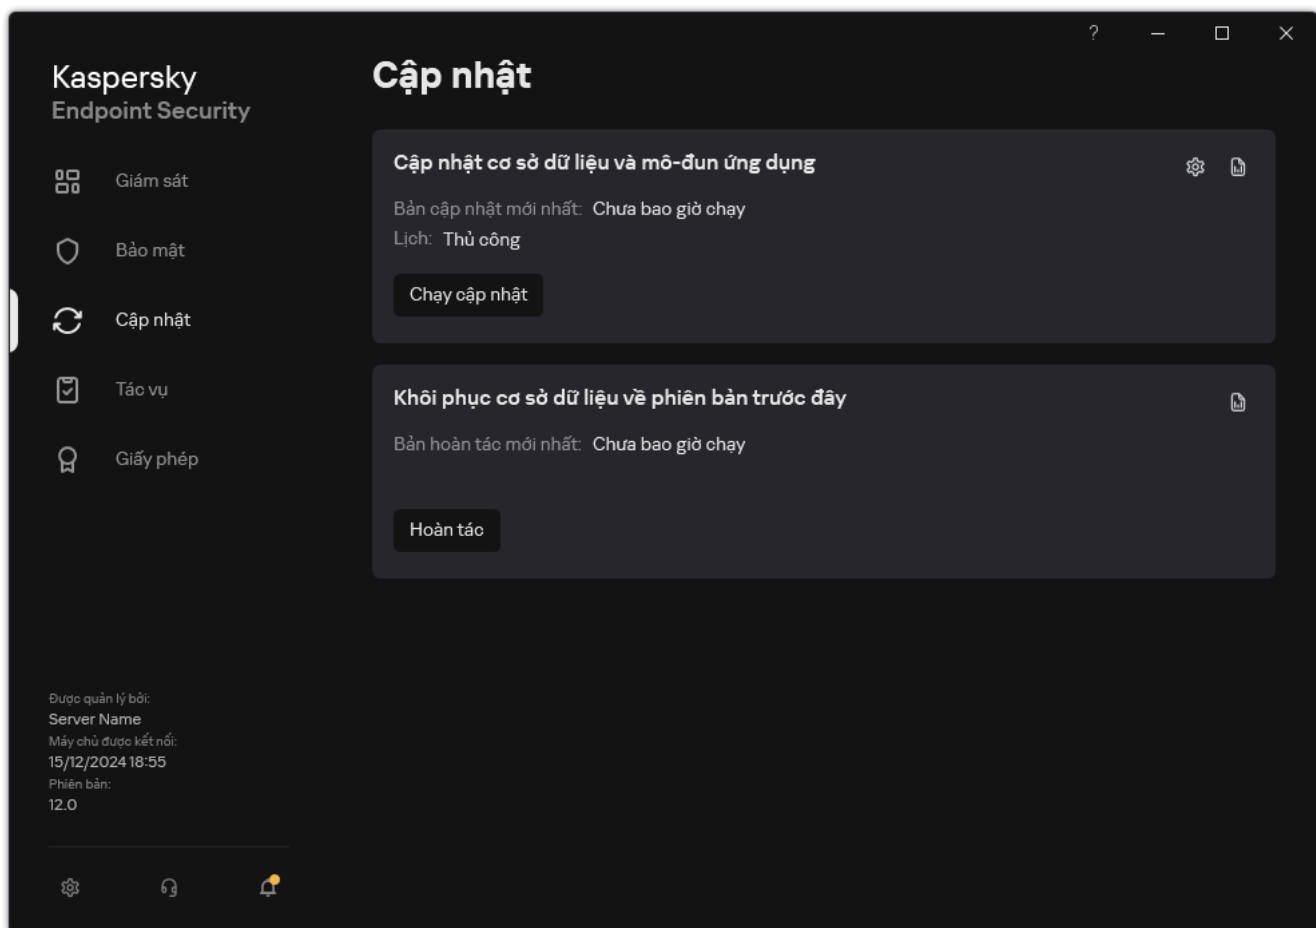 ?
Kaspersky
Endpoint Security
Giám sát
Bảo mật
Cập nhật
Tác vụ
Giấy phép
Được quản lý bởi:
Server Name
Máy chủ được kết nối:
15/12/2024 18:55
Phiên bản:
12.0
Cập nhật
Cập nhật cơ sở dữ liệu và mô-đun ứng dụng
Bản cập nhật mới nhất: Chưa bao giờ chạy
Lịch: Thủ công
Chạy cập nhật
Khôi phục cơ sở dữ liệu về phiên bản trước đây
Bản hoàn tác mới nhất: Chưa bao giờ chạy
Hoàn tác